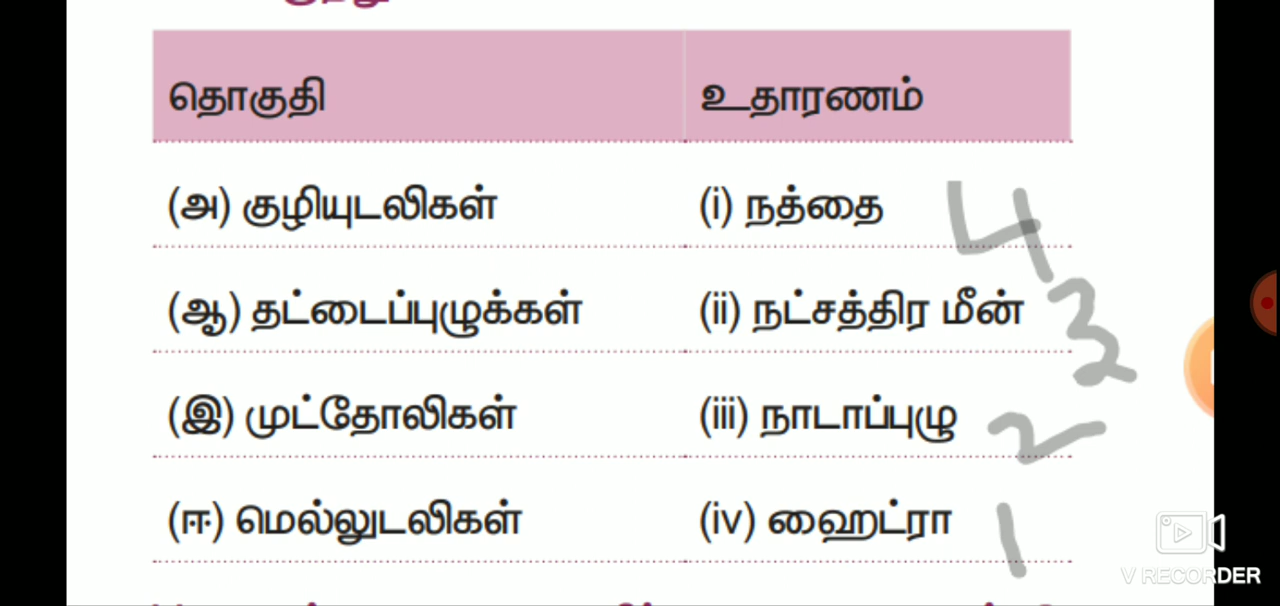 தொகுதி உதாரணம்
(அ) குழியுடலிகள் (i) நத்தை 4
(ஆ) தட்டைப்புழுக்கள் (ii) நட்சத்திர மீன் 3
(இ) முட்தோலிகள் (iii) நாடாப்புழு 2
(ஈ) மெல்லுடலிகள் (iv) ஹைட்ரா 1
V RECORDER